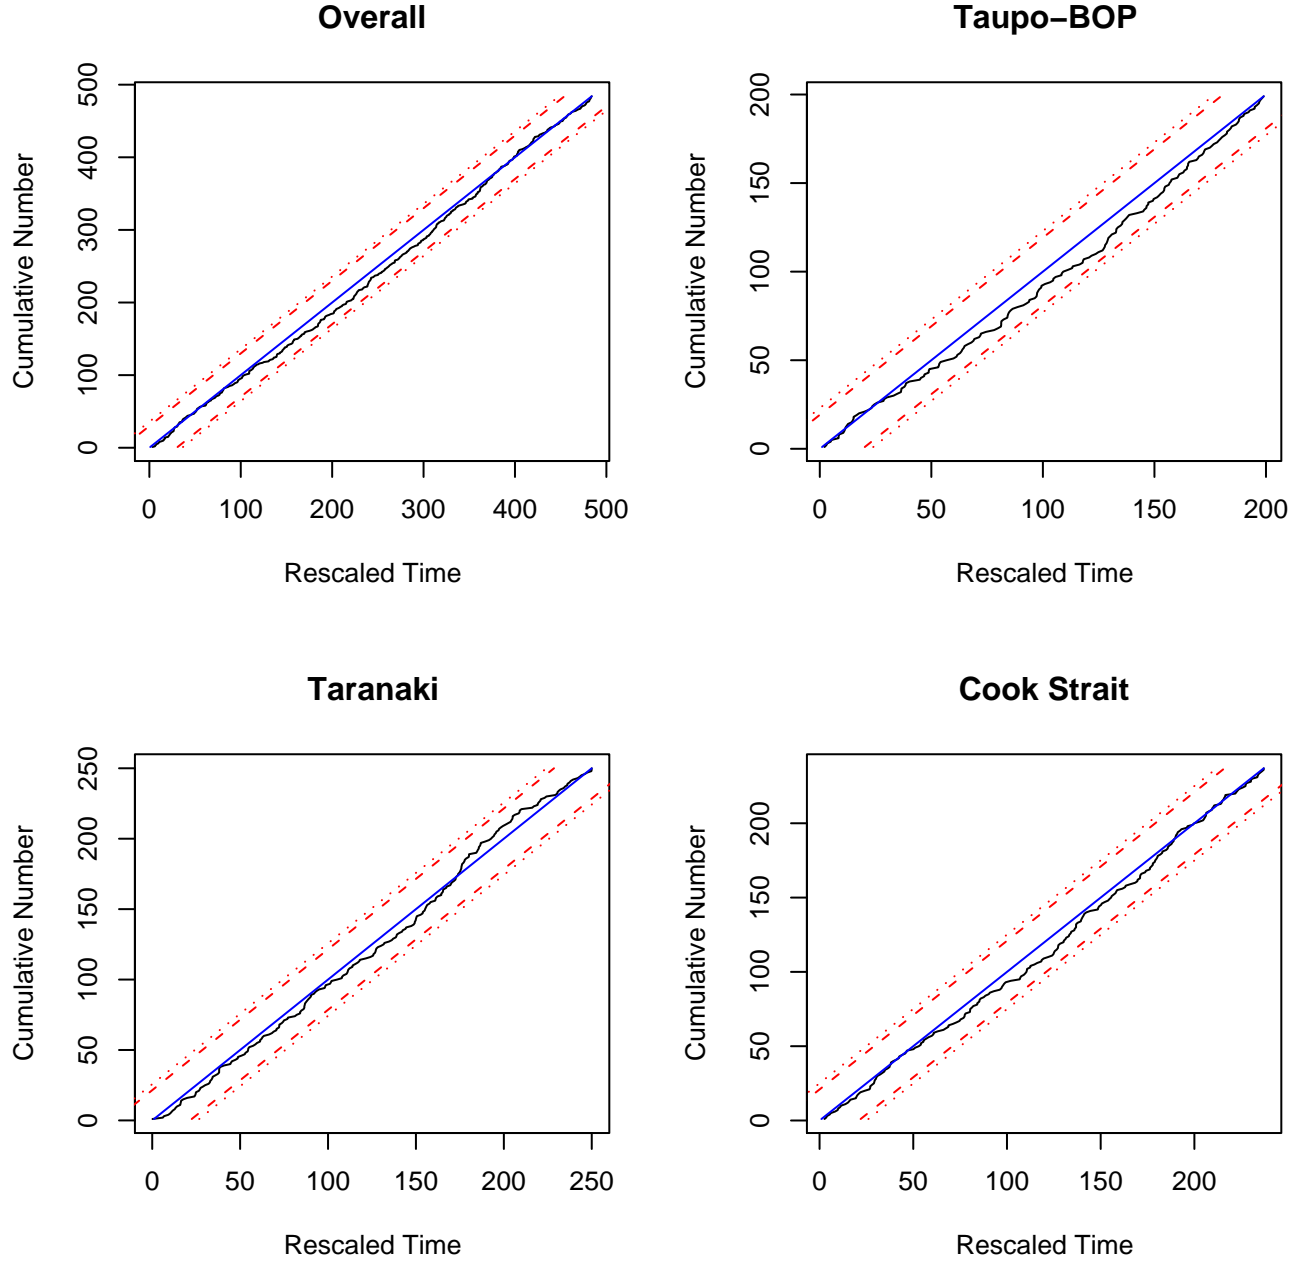 Overall
Cumulative Number
500
400
300
200
100
0
0 100 200 300 400 500
Rescaled Time
Taupo−BOP
Cumulative Number
200
150
100
50
0
0 50 100 150 200
Rescaled Time
Taranaki
Cumulative Number
250
200
150
100
50
0
0 50 100 150 200 250
Rescaled Time
Cook Strait
Cumulative Number
200
150
100
50
0
0 50 100 150 200
Rescaled Time